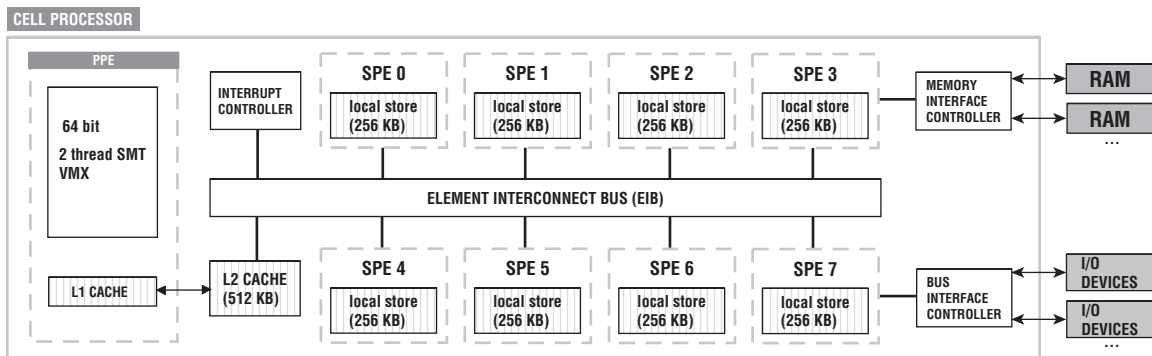 CELL PROCESSOR
PPE
64 bit
2 thread SMT
VMX
L1 CACHE
INTERRUPT
CONTROLLER
L2 CACHE
(512 KB)
SPE 0
local store
(256 KB)
SPE 1
local store
(256 KB)
SPE 2
local store
(256 KB)
SPE 3
local store
(256 KB)
ELEMENT INTERCONNECT BUS (EIB)
SPE 4
local store
(256 KB)
SPE 5
local store
(256 KB)
SPE 6
local store
(256 KB)
SPE 7
local store
(256 KB)
MEMORY
INTERFACE
CONTROLLER
RAM
RAM
...
BUS
INTERFACE
CONTROLLER
I/O
DEVICES
I/O
DEVICES
...